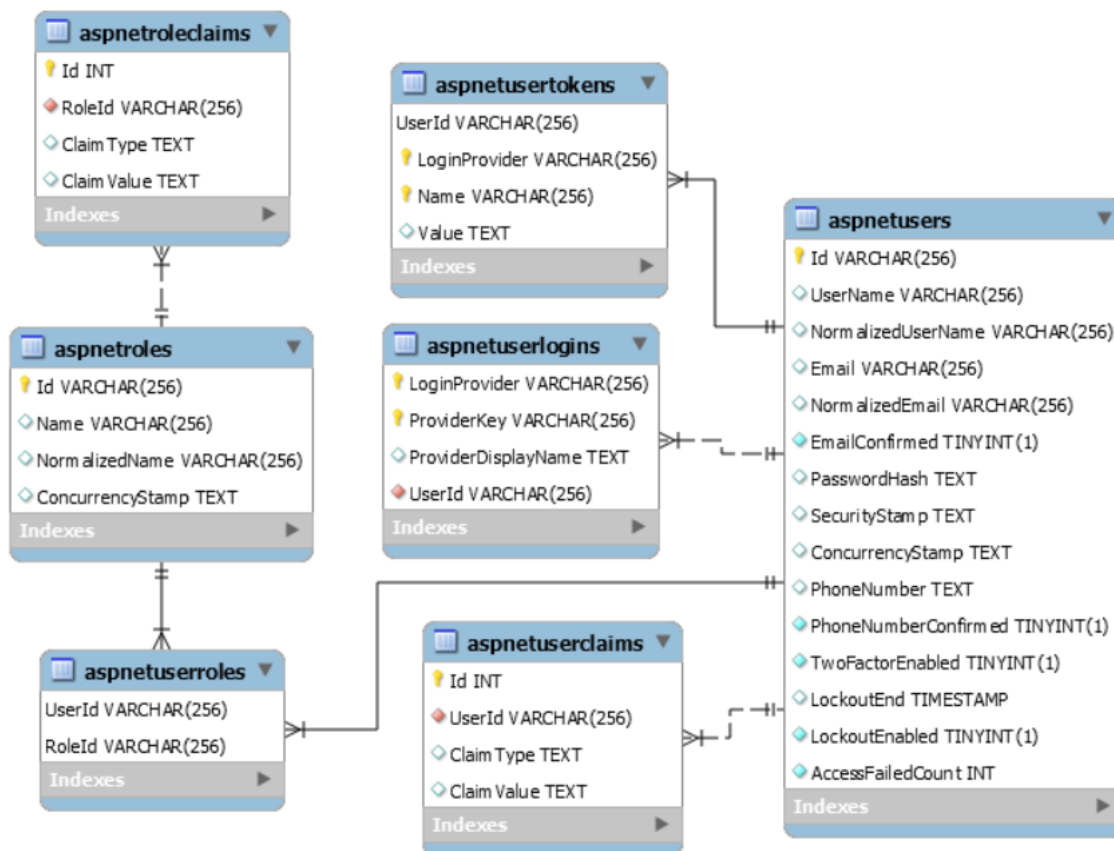 aspnetroleclaims
Id INT
RoleId VARCHAR(256)
ClaimType TEXT
ClaimValue TEXT
Indexes
aspnetusertokens
UserId VARCHAR(256)
LoginProvider VARCHAR(256)
Name VARCHAR(256)
Value TEXT
Indexes
aspnetusers
Id VARCHAR(256)
UserName VARCHAR(256)
NormalizedUserName VARCHAR(256)
Email VARCHAR(256)
NormalizedEmail VARCHAR(256)
EmailConfirmed TINYINT(1)
PasswordHash TEXT
SecurityStamp TEXT
ConcurrencyStamp TEXT
PhoneNumber TEXT
PhoneNumberConfirmed TINYINT(1)
TwoFactorEnabled TINYINT(1)
LockoutEnd TIMESTAMP
LockoutEnabled TINYINT(1)
AccessFailedCount INT
Indexes
aspnetroles
Id VARCHAR(256)
Name VARCHAR(256)
NormalizedName VARCHAR(256)
ConcurrencyStamp TEXT
Indexes
aspnetuserlogins
LoginProvider VARCHAR(256)
ProviderKey VARCHAR(256)
ProviderDisplayName TEXT
UserId VARCHAR(256)
Indexes
aspnetuserroles
UserId VARCHAR(256)
RoleId VARCHAR(256)
Indexes
aspnetuserclaims
Id INT
UserId VARCHAR(256)
ClaimType TEXT
ClaimValue TEXT
Indexes